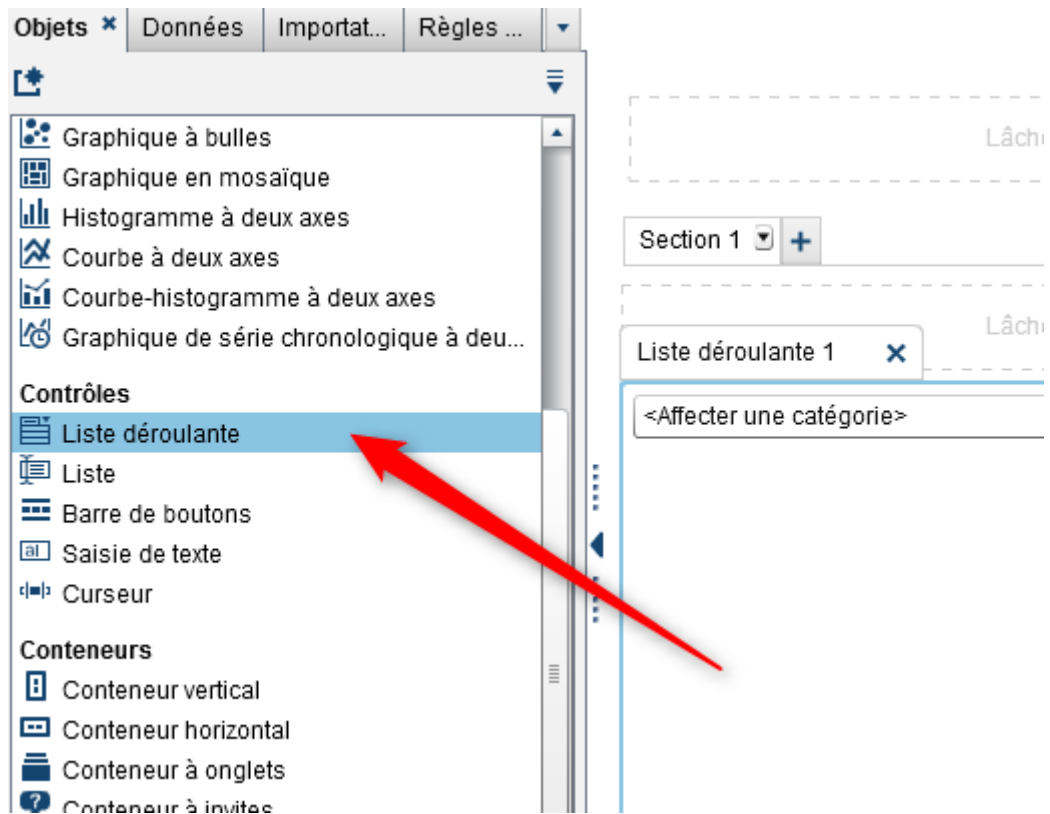 Objets
Données
Importat...
Règles ...
Graphique à bulles
Graphique en mosaïque
Histogramme à deux axes
Courbe à deux axes
Courbe-histogramme à deux axes
Graphique de série chronologique à deu...
Contrôles
Liste déroulante
Liste
Barre de boutons
Saisie de texte
Curseur
Conteneurs
Conteneur vertical
Conteneur horizontal
Conteneur à onglets
Conteneur à invites
Lâch
Section 1
Lâch
Liste déroulante 1
<Affecter une catégorie>